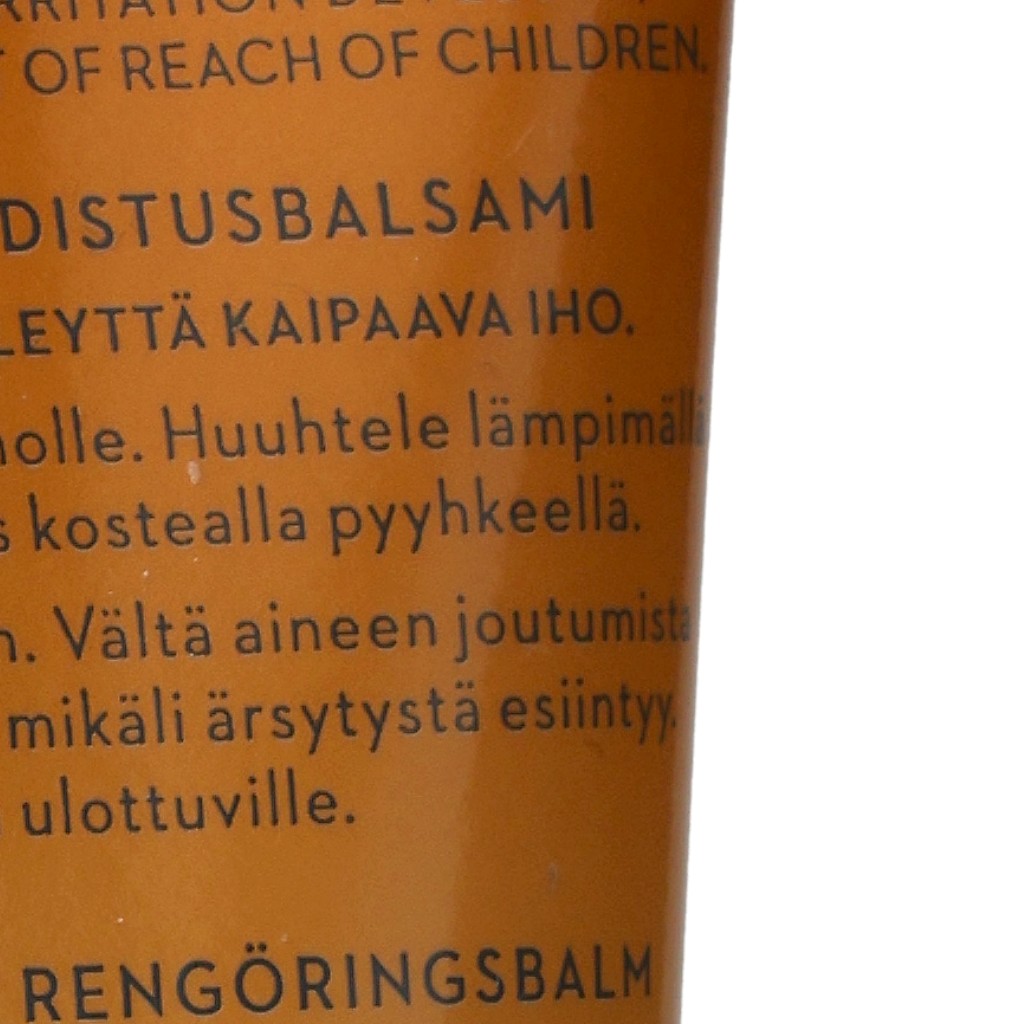 OF REACH OF CHILDREN.
DISTUSBALSAMI
LEYTTÄ KAIPAAVA IHO.
olle. Huuhtele lämpimällä
s kostealla pyyhkeellä.
n. Vältä aineen joutumista
mikäli ärsytystä esiintyy.
ulottuville.
RENGÖRINGSBALM